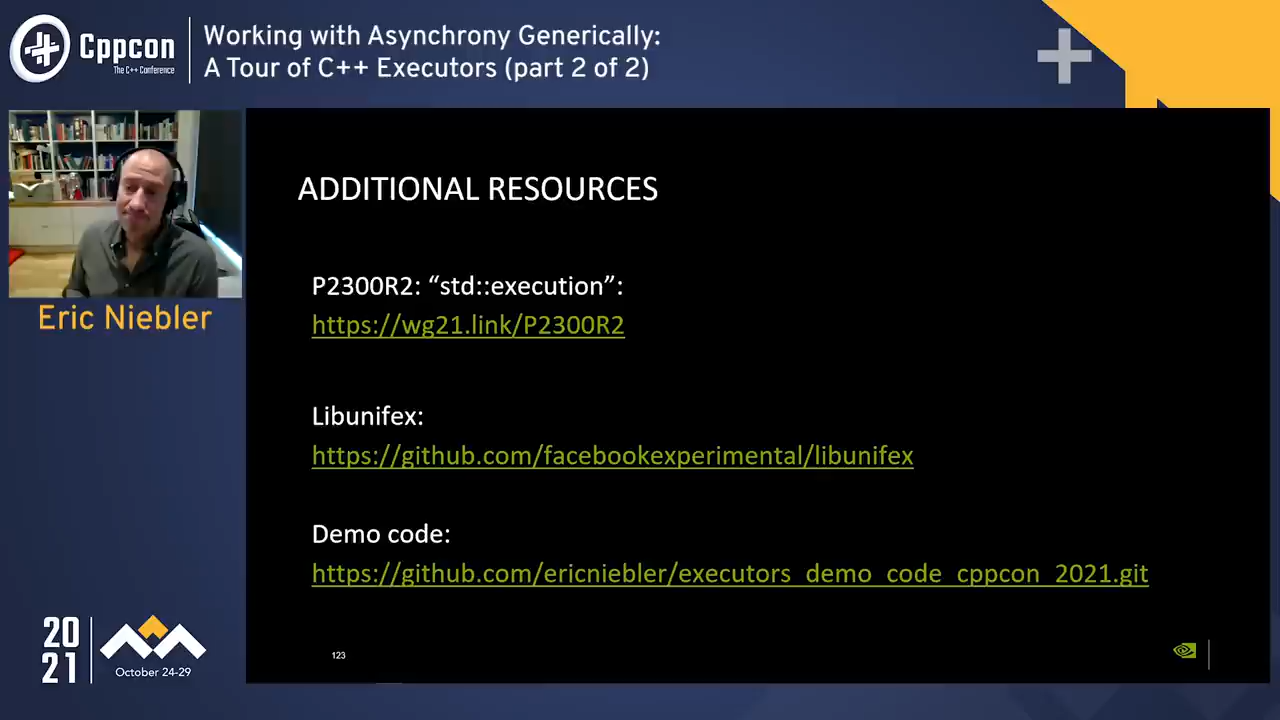 Cppcon
The C++ Conference
Working with Asynchrony Generically:
A Tour of C++ Executors (part 2 of 2)
Eric Niebler
ADDITIONAL RESOURCES
P2300R2: “std::execution”:
https://wg21.link/P2300R2
Libunifex:
https://github.com/facebookexperimental/libunifex
Demo code:
https://github.com/ericniebler/executors_demo_code_cppcon_2021.git
123
20
21
October 24-29